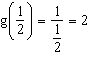 g(1/2) = 1/(1/2) = 2